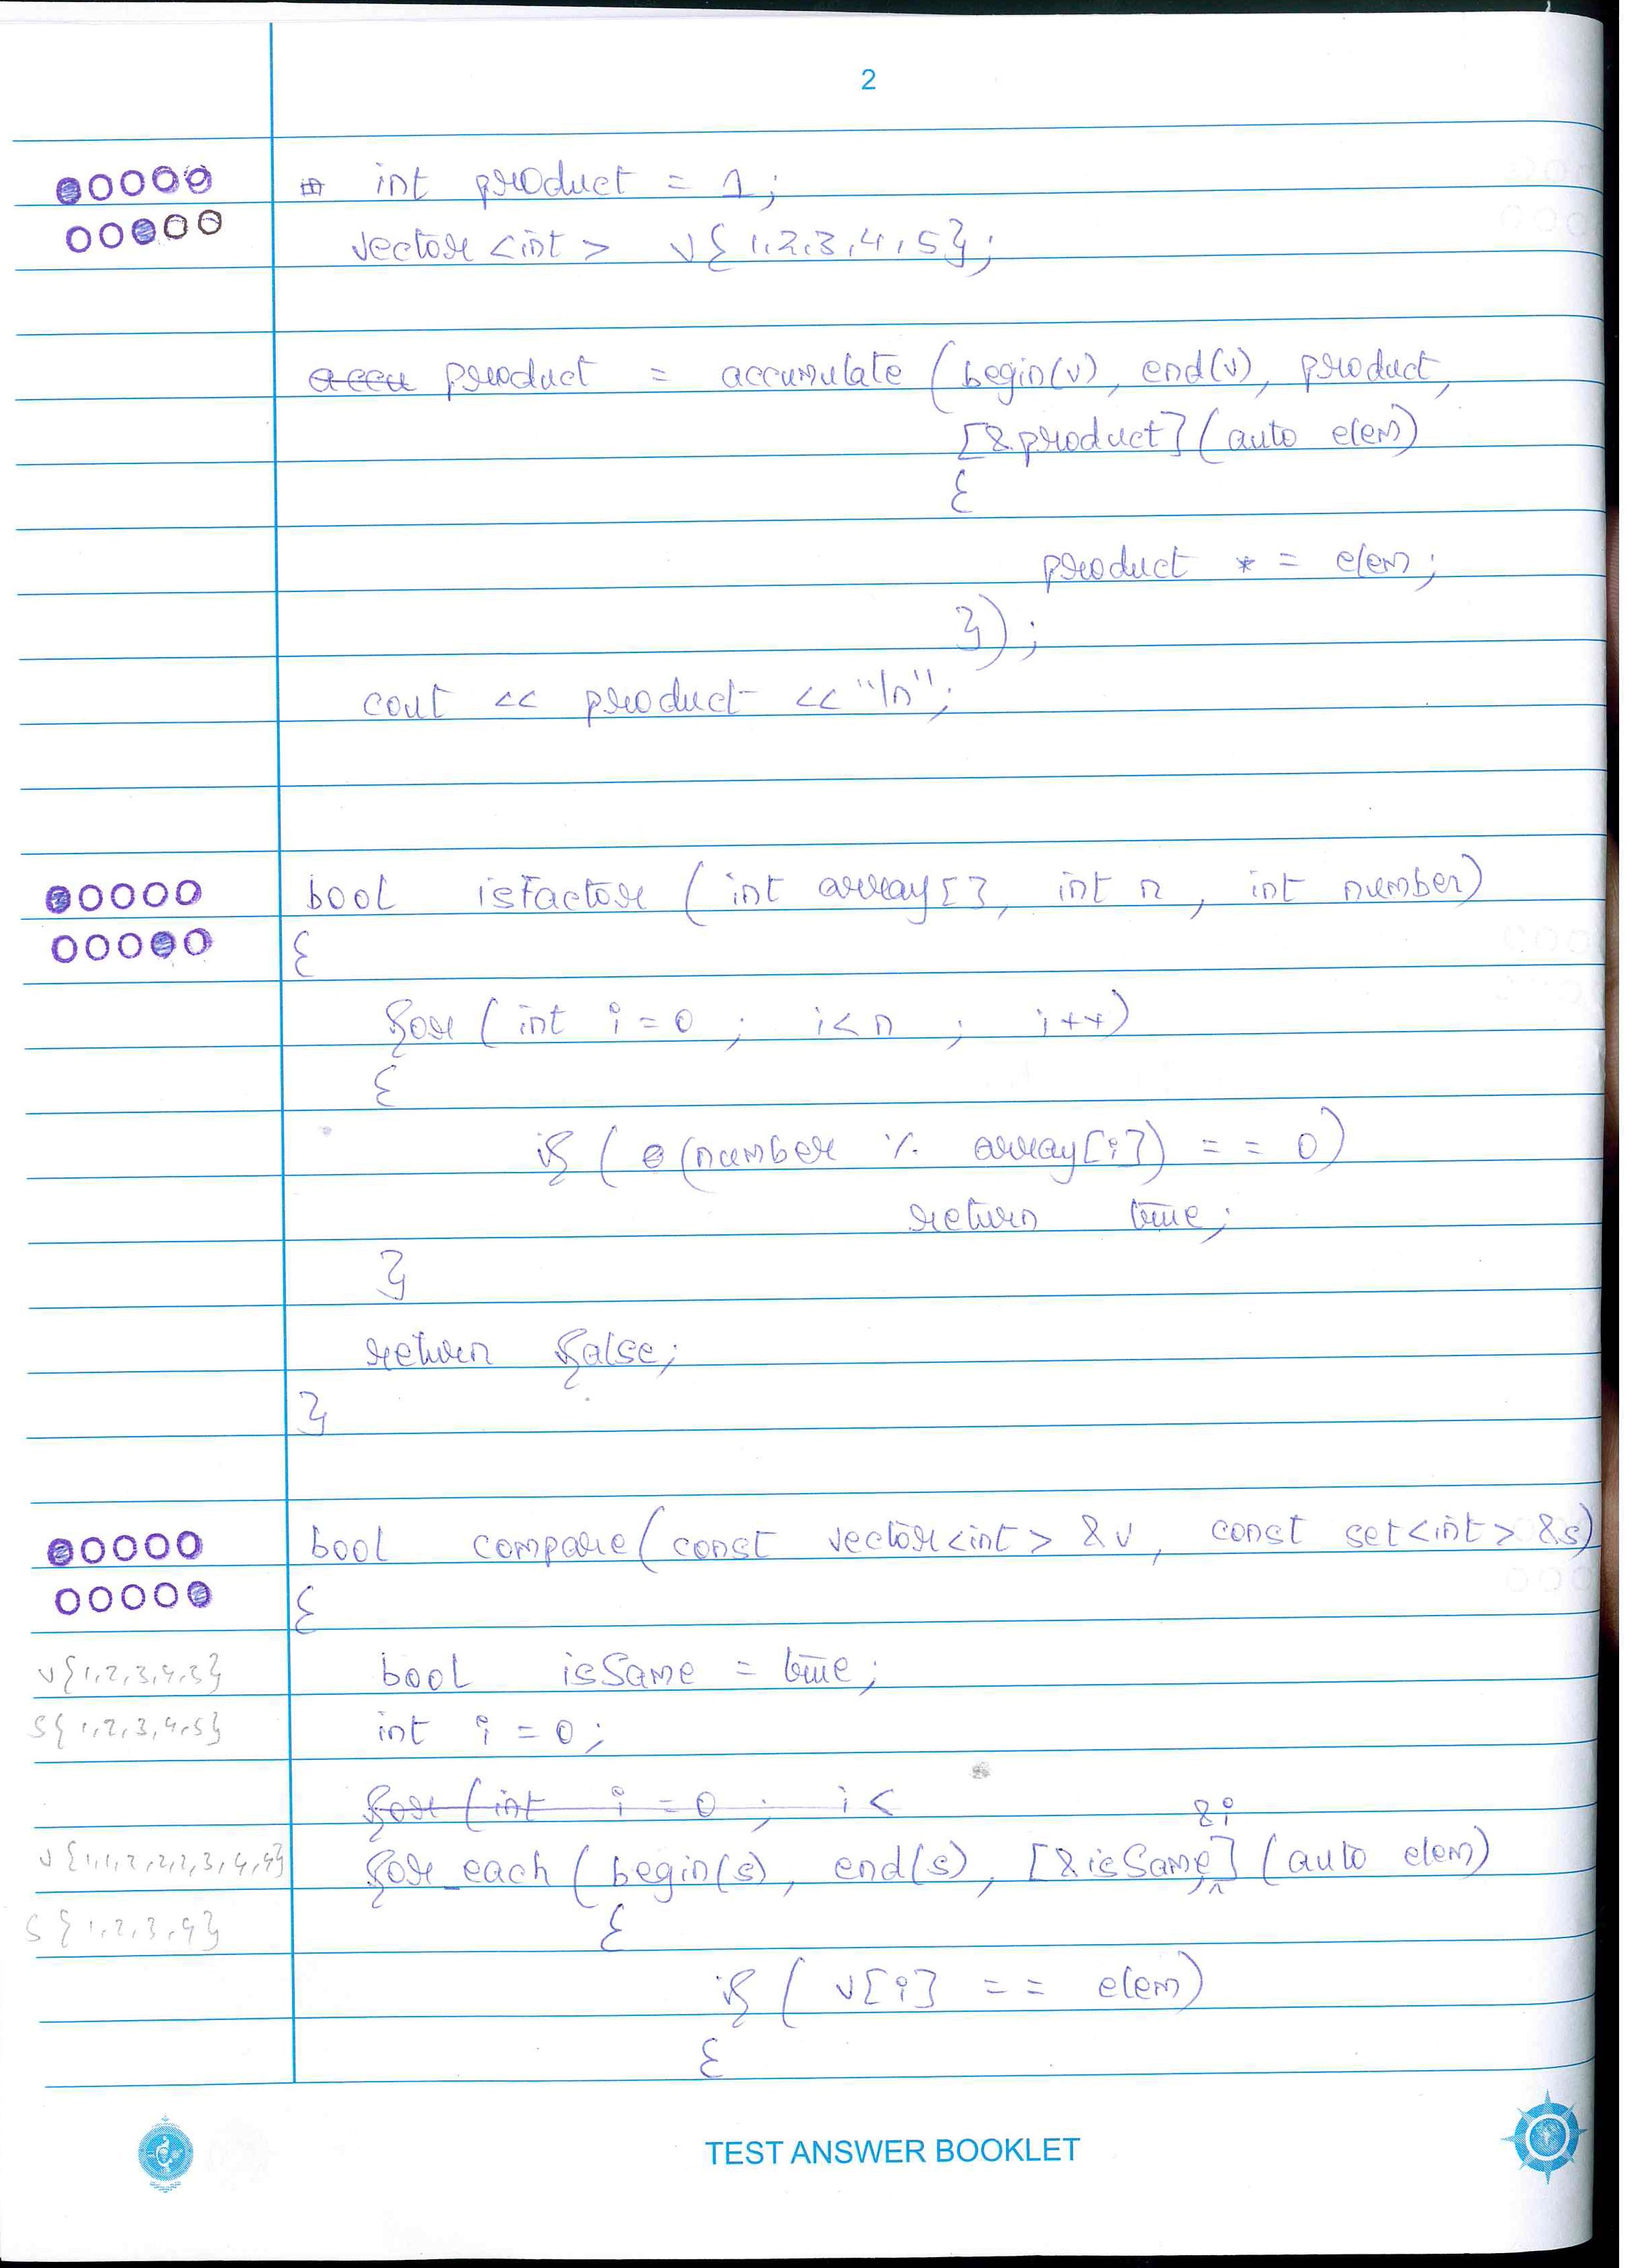 2
int product = 1;
vector <int> v{1,2,3,4,5};
accu product = accumulate (begin(v), end(v), product,
[&product](auto elem)
{
product *= elem;
});
cout << product << "\n";
bool isFactor (int array[], int n, int number)
{
for (int i=0 ; i<n ; i++)
{
if ( (number % array[i]) == 0)
return true;
}
return false;
}
bool compare(const vector<int> &v, const set<int> &s)
{
v{1,2,3,4,5} bool isSame = true;
s{1,2,3,4,5} int i = 0;
for (int i = 0 ; i <
v{1,1,2,2,2,3,4,4} for_each (begin(s), end(s), [&isSame, &i] (auto elem)
s{1,2,3,4} {
if ( v[i] == elem)
{
TEST ANSWER BOOKLET